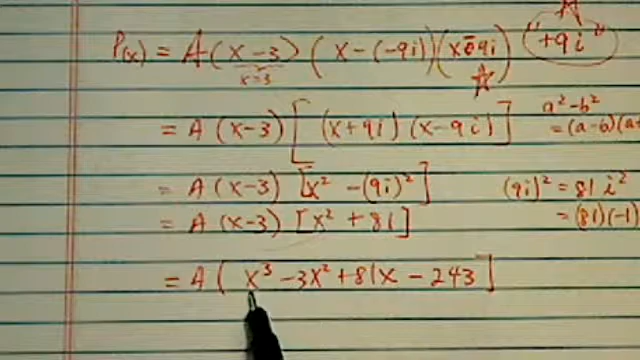 P(x) = A (x-3) (x-(-9i)) (x-9i) "+9i"
x=3
= A (x-3) [ (x+9i) (x-9i) ] a²-b²
= (a-b)(a+
= A (x-3) [x² - (9i)²] (9i)² = 81 i²
= A (x-3) [x² + 81] = (81)(-1)
= A [ x³ - 3x² + 81x - 243 ]